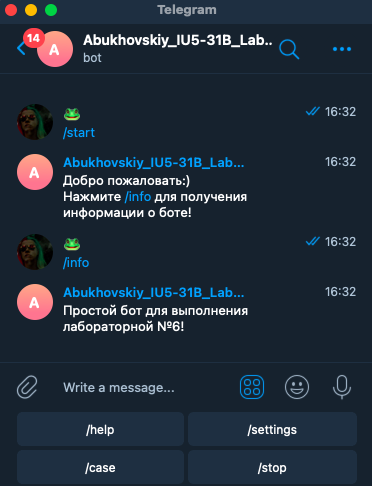 Telegram
14
A
Abukhovskiy_IU5-31B_Lab...
bot
🐸
16:32
/start
A
Abukhovskiy_IU5-31B_Lab...
16:32
Добро пожаловать:)
Нажмите /info для получения
информации о боте!
🐸
16:32
/info
A
Abukhovskiy_IU5-31B_Lab...
16:32
Простой бот для выполения
лабораторной №6!
Write a message...
/help
/settings
/case
/stop